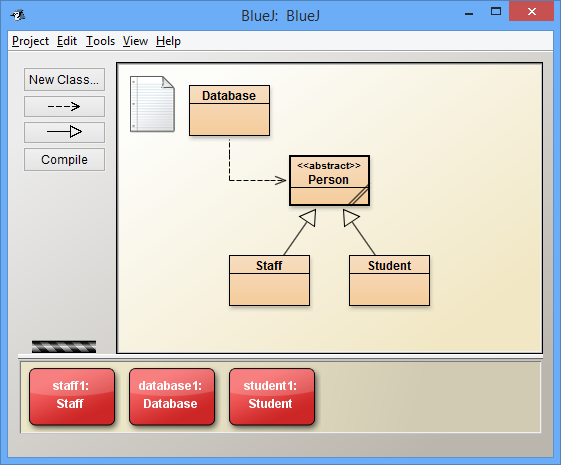 BlueJ: BlueJ
Project Edit Tools View Help
New Class...
Compile
Database
<<abstract>>
Person
Staff
Student
staff1:
Staff
database1:
Database
student1:
Student